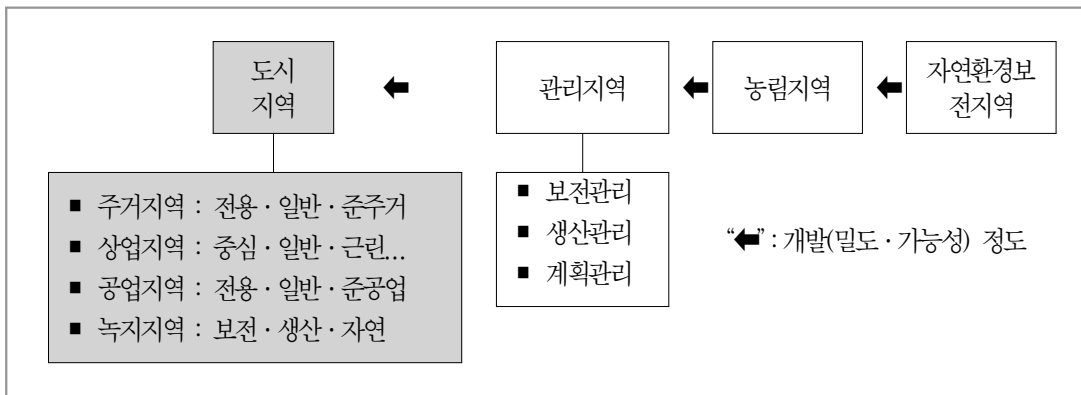 도시
지역
관리지역
농림지역
자연환경보
전지역
■ 주거지역 : 전용 · 일반 · 준주거
■ 상업지역 : 중심 · 일반 · 근린...
■ 공업지역 : 전용 · 일반 · 준공업
■ 녹지지역 : 보전 · 생산 · 자연
■ 보전관리
■ 생산관리
■ 계획관리
“⬅” : 개발(밀도 · 가능성) 정도